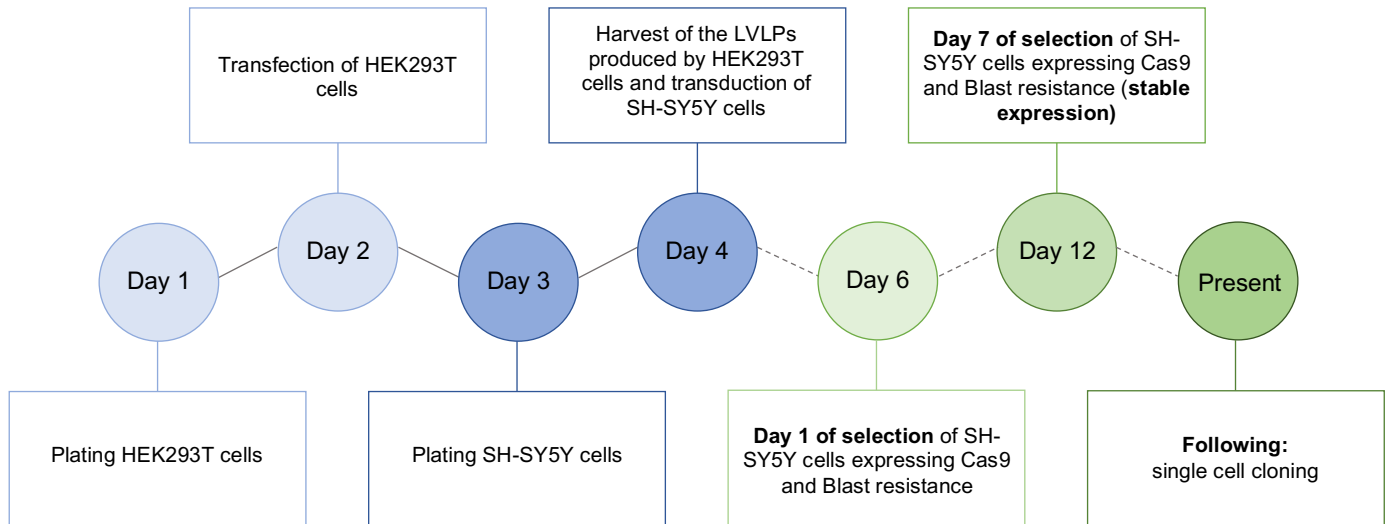 Transfection of HEK293T
cells
Harvest of the LVLPs
produced by HEK293T
cells and transduction of
SH-SY5Y cells
Day 7 of selection of SH-
SY5Y cells expressing Cas9
and Blast resistance (stable
expression)
Day 1
Day 2
Day 3
Day 4
Day 6
Day 12
Present
Plating HEK293T cells
Plating SH-SY5Y cells
Day 1 of selection of SH-
SY5Y cells expressing Cas9
and Blast resistance
Following:
single cell cloning